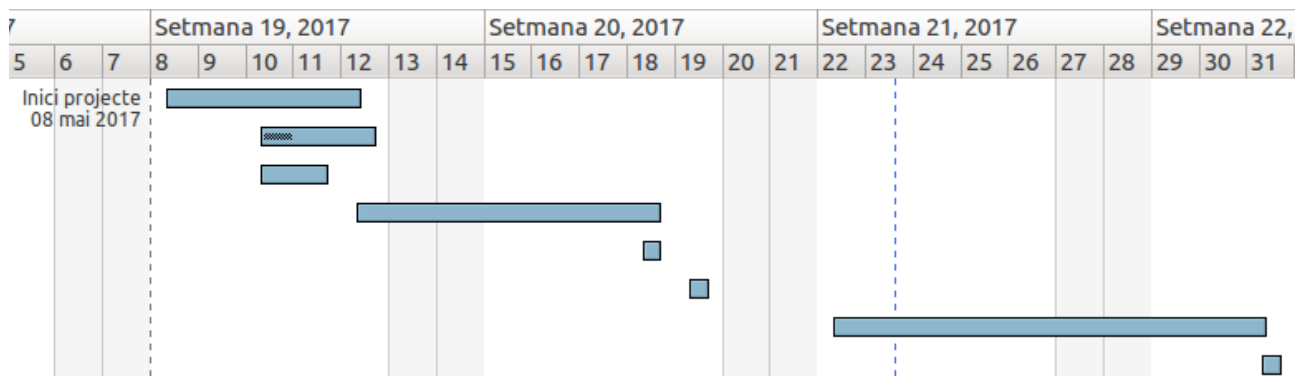 7 Setmana 19, 2017 Setmana 20, 2017 Setmana 21, 2017 Setmana 22,
5 6 7 8 9 10 11 12 13 14 15 16 17 18 19 20 21 22 23 24 25 26 27 28 29 30 31
Inici projecte
08 mai 2017